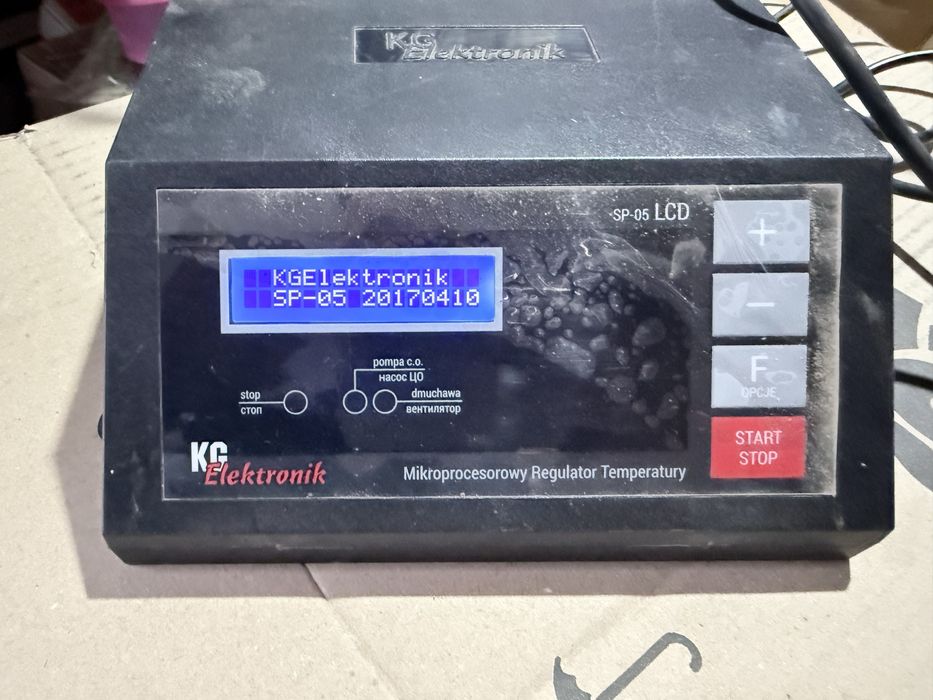 KG
Elektronik
SP-05 LCD
+
KGElektronik
SP-05 20170410
−
pompa c.o.
насос ЦО
F
OPCJE
stop
стоп
dmuchawa
вентилятор
START
STOP
KG
Elektronik
Mikroprocesorowy Regulator Temperatury